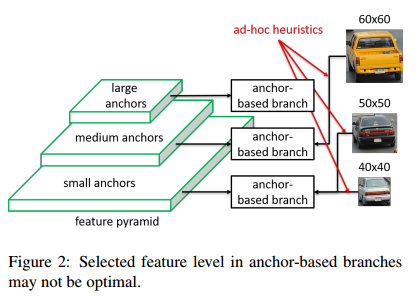 60x60
ad-hoc heuristics
large
anchors
anchor-
based branch
50x50
medium anchors
anchor-
based branch
40x40
small anchors
anchor-
based branch
feature pyramid
Figure 2: Selected feature level in anchor-based branches
may not be optimal.